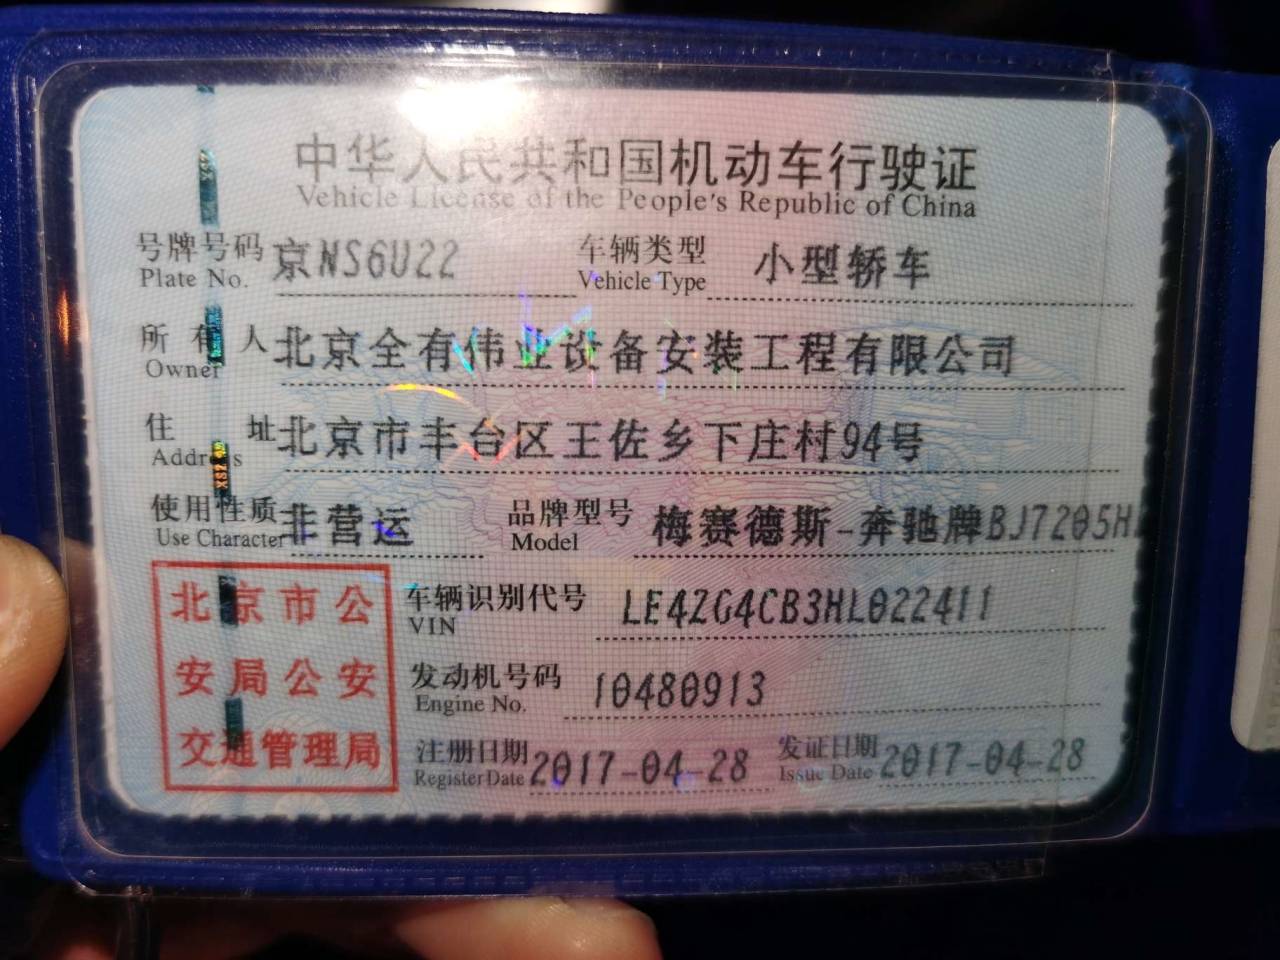 中华人民共和国机动车行驶证
Vehicle License of the People's Republic of China
号牌号码 京NS6U22 车辆类型 小型轿车
Plate No. Vehicle Type
所有人 北京全有伟业设备安装工程有限公司
Owner
住址 北京市丰台区王佐乡下庄村94号
Address
使用性质 非营运 品牌型号 梅赛德斯-奔驰牌BJ7205H
Use Character Model
北京市公
安局公安
交通管理局
车辆识别代号 LE4ZG4CB3HL022411
VIN
发动机号码 10480913
Engine No.
注册日期 2017-04-28 发证日期 2017-04-28
Register Date Issue Date